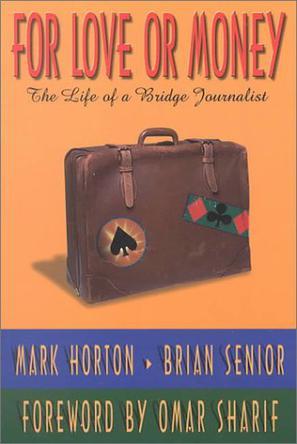 FOR LOVE OR MONEY
The Life of a Bridge Journalist
MARK HORTON ▸ BRIAN SENIOR
FOREWORD BY OMAR SHARIF